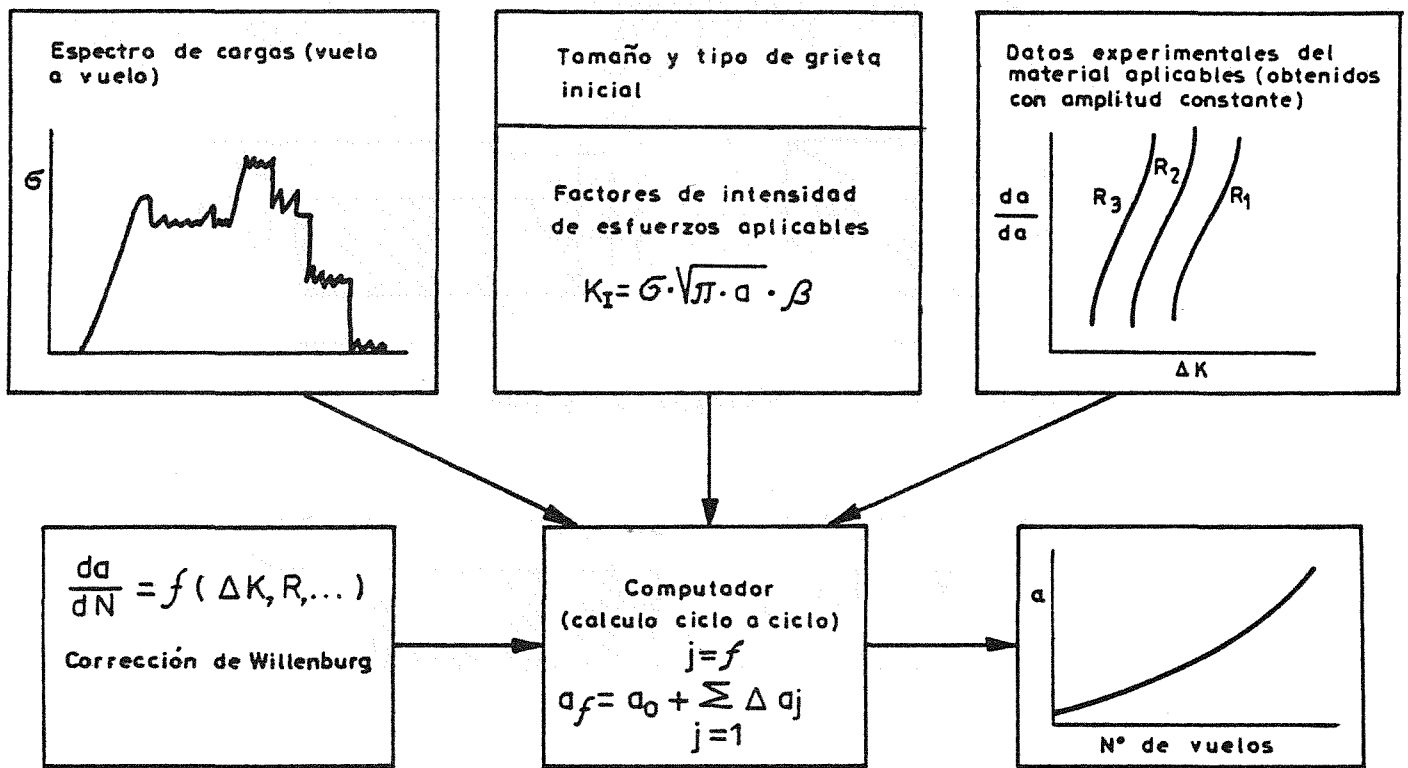 Espectro de cargas (vuelo
a vuelo)
σ
Tamaño y tipo de grieta
inicial
Factores de intensidad
de esfuerzos aplicables
K_I = σ·√π·a · β
Datos experimentales del
material aplicables (obtenidos
con amplitud constante)
da
da
R3
R2
R1
ΔK
da
dN
= f ( ΔK, R,... )
Corrección de Willenburg
Computador
(calculo ciclo a ciclo)
j=f
a_f = a_0 + Σ Δ aj
j=1
a
N° de vuelos